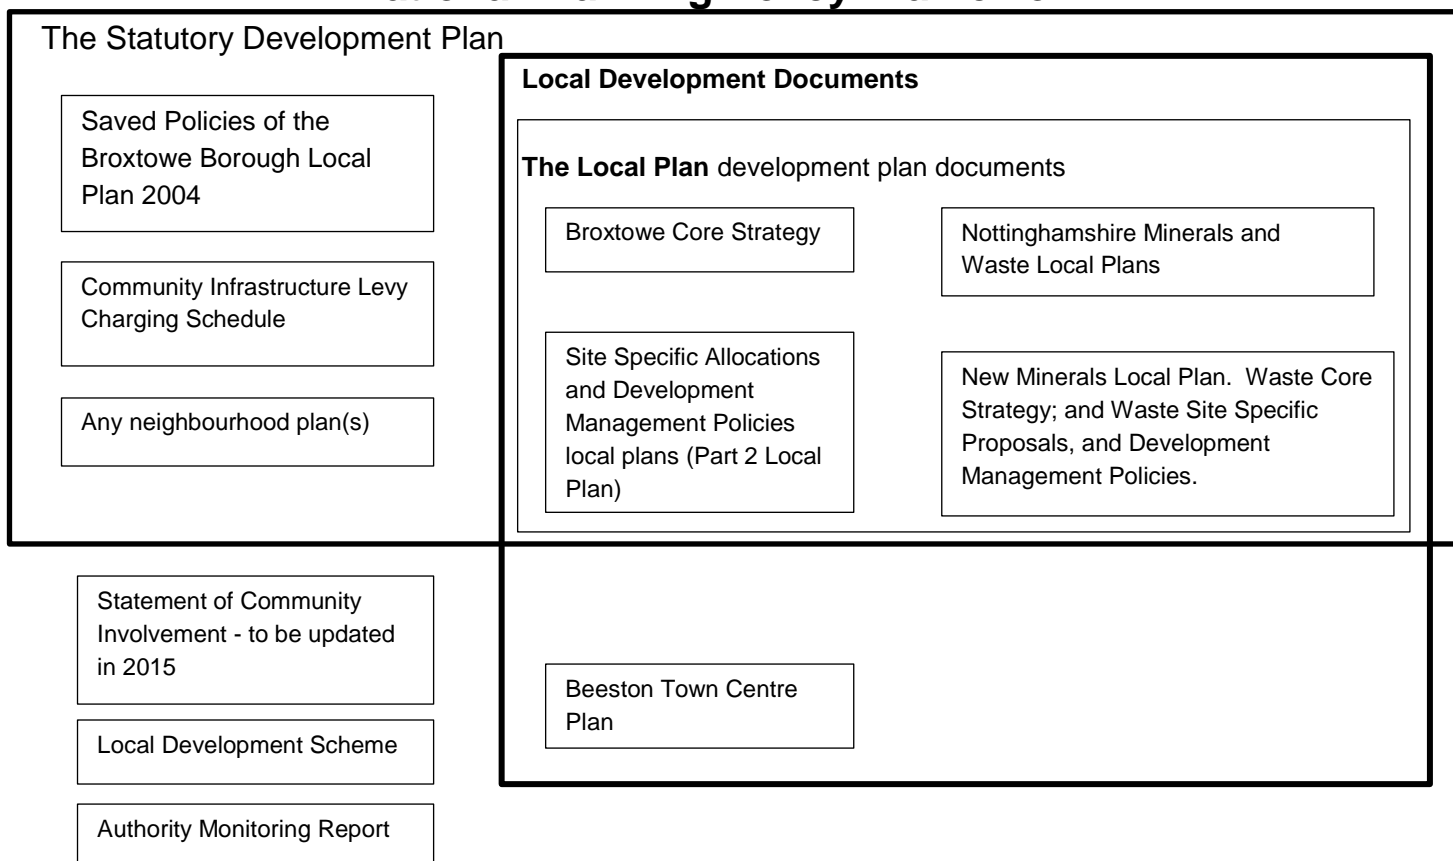 The Statutory Development Plan
Saved Policies of the
Broxtowe Borough Local
Plan 2004
Community Infrastructure Levy
Charging Schedule
Any neighbourhood plan(s)
Local Development Documents
The Local Plan development plan documents
Broxtowe Core Strategy
Nottinghamshire Minerals and
Waste Local Plans
Site Specific Allocations
and Development
Management Policies
local plans (Part 2 Local
Plan)
New Minerals Local Plan. Waste Core
Strategy; and Waste Site Specific
Proposals, and Development
Management Policies.
Statement of Community
Involvement - to be updated
in 2015
Local Development Scheme
Authority Monitoring Report
Beeston Town Centre
Plan